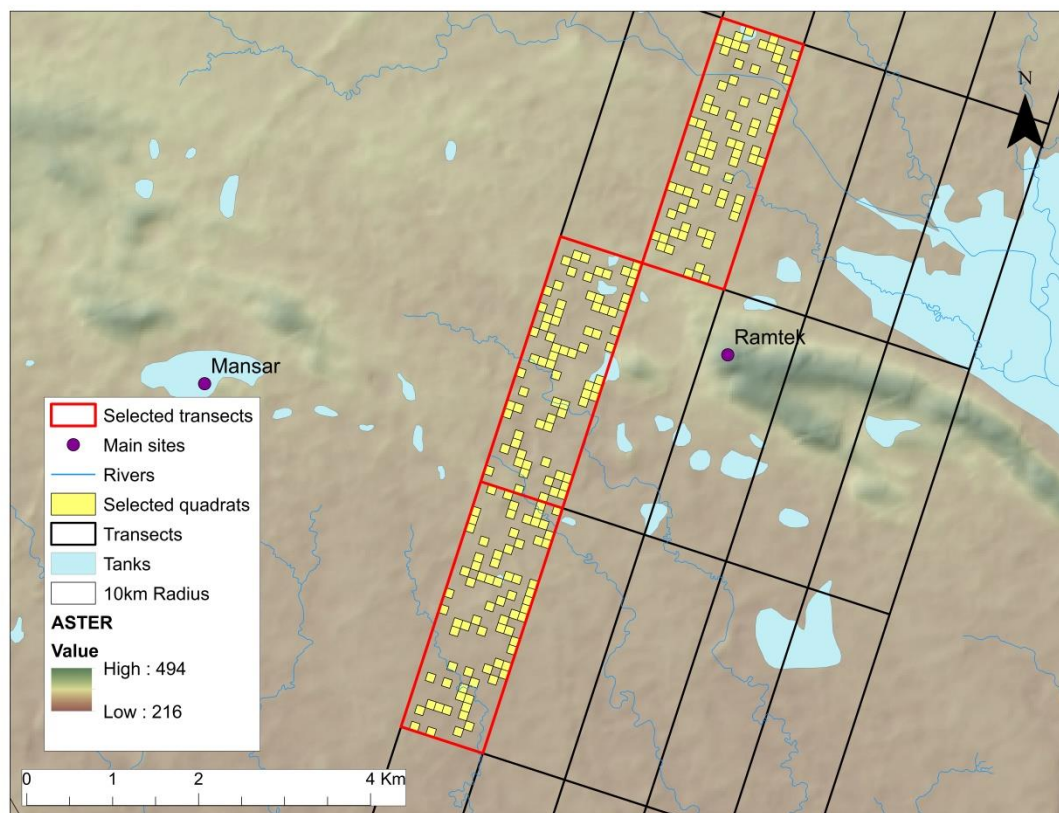 N
Ramtek
Mansar
Selected transects
Main sites
Rivers
Selected quadrats
Transects
Tanks
10km Radius
ASTER
Value
High : 494
Low : 216
0 1 2 4 Km